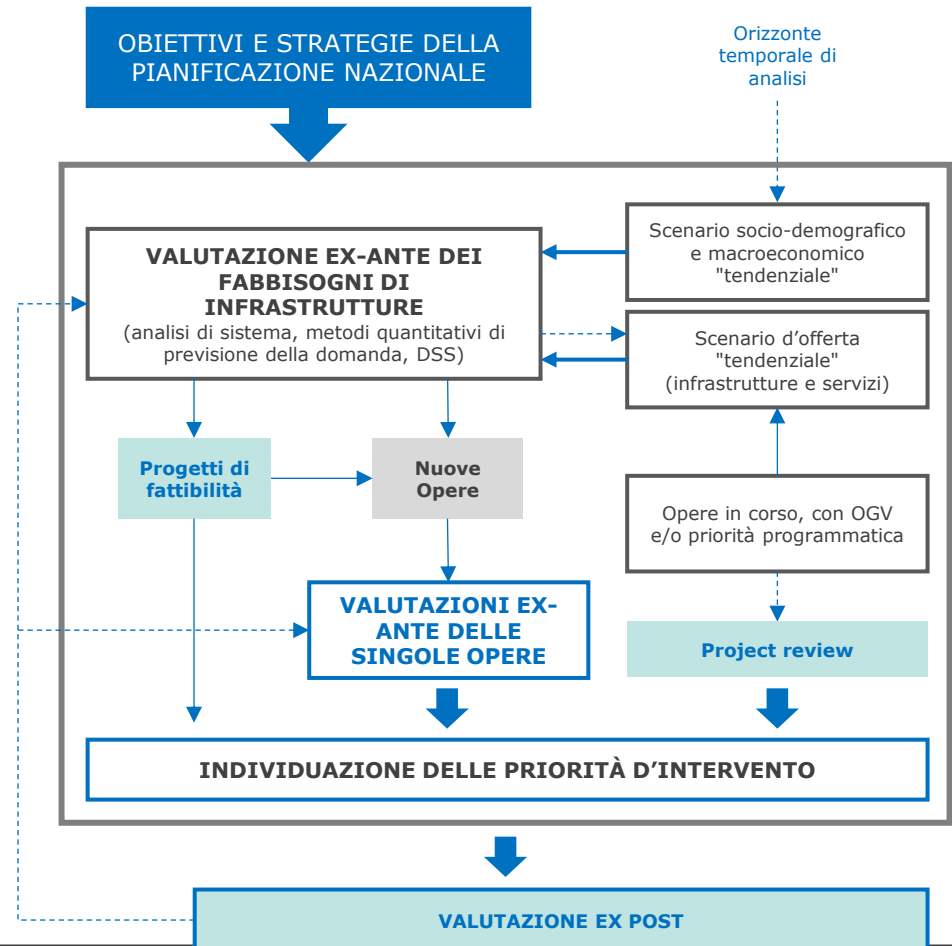 OBIETTIVI E STRATEGIE DELLA
PIANIFICAZIONE NAZIONALE
Orizzonte
temporale di
analisi
VALUTAZIONE EX-ANTE DEI
FABBISOGNI DI
INFRASTRUTTURE
(analisi di sistema, metodi quantitativi di
previsione della domanda, DSS)
Scenario socio-demografico
e macroeconomico
"tendenziale"
Scenario d’offerta
"tendenziale"
(infrastrutture e servizi)
Progetti di
fattibilità
Nuove
Opere
Opere in corso, con OGV
e/o priorità programmatica
VALUTAZIONI EX-
ANTE DELLE
SINGOLE OPERE
Project review
INDIVIDUAZIONE DELLE PRIORITÀ D’INTERVENTO
VALUTAZIONE EX POST